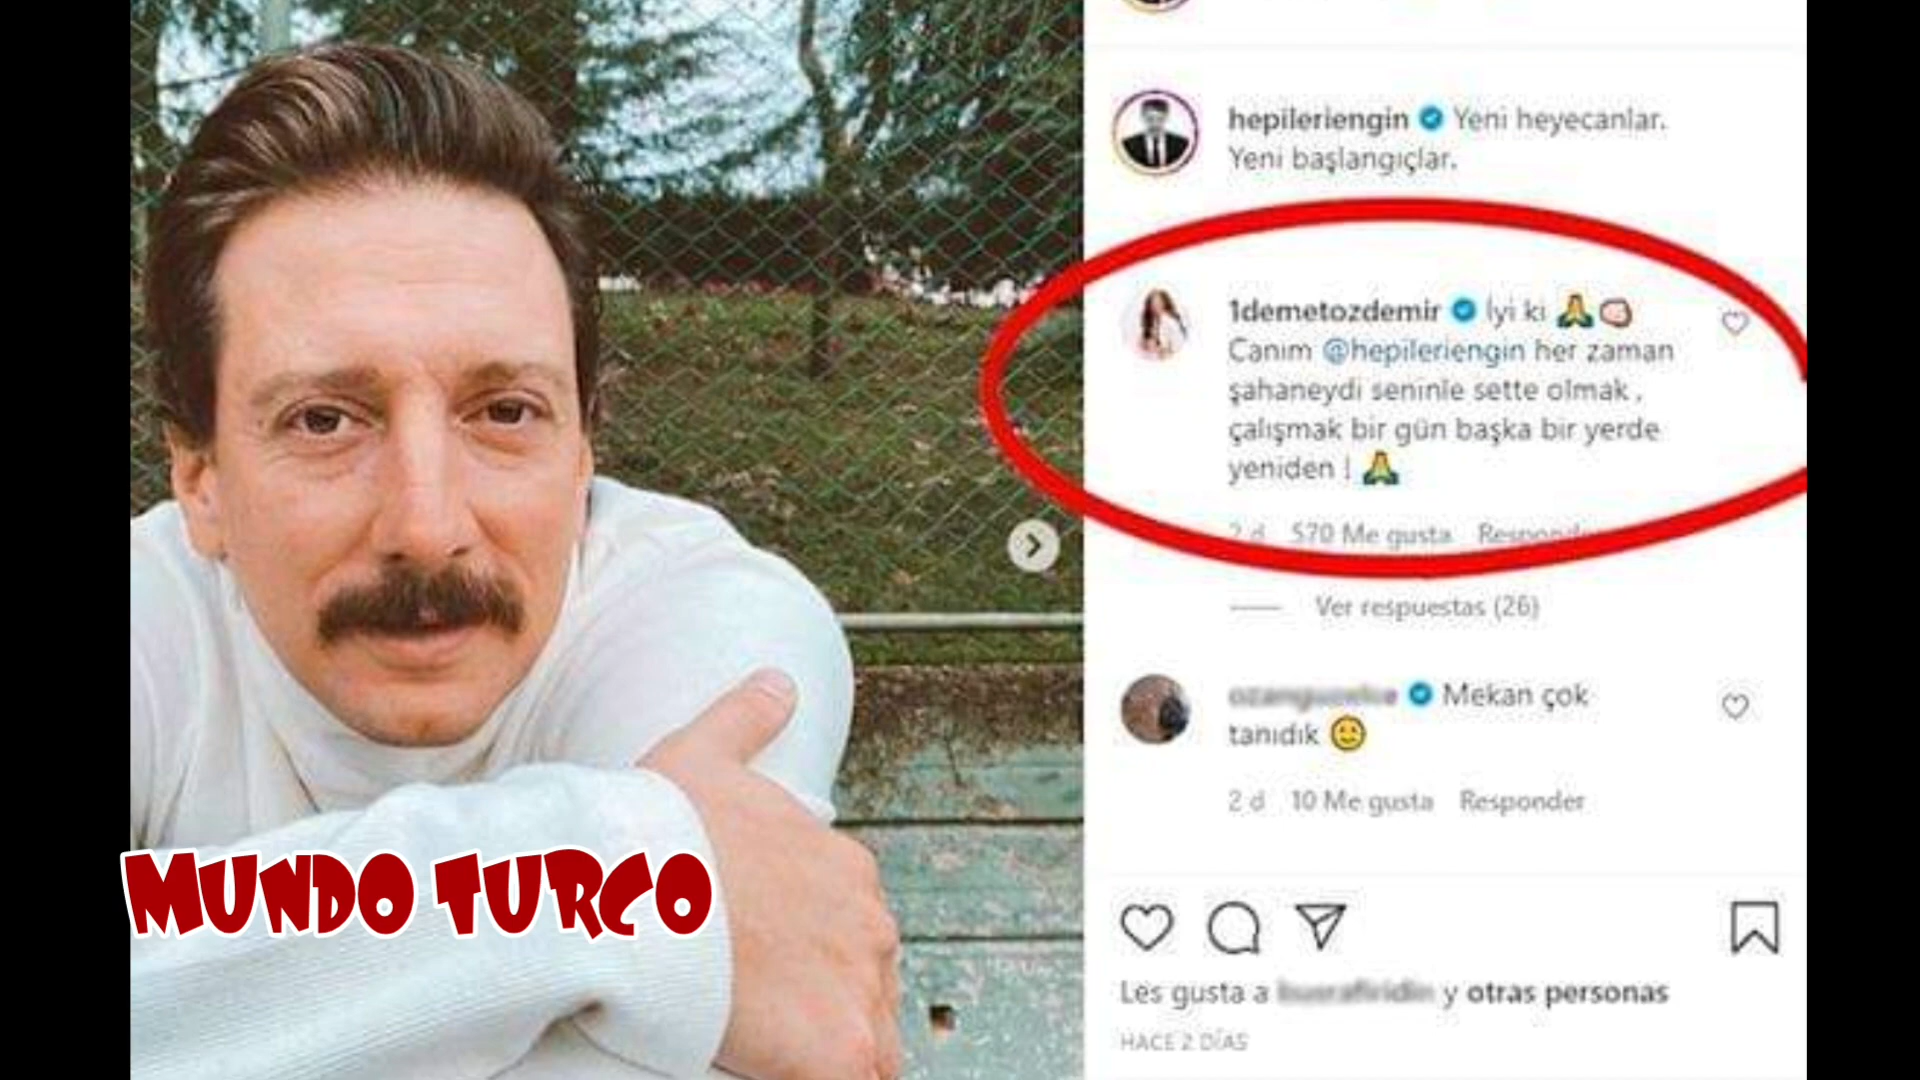 hepileriengin Yeni heyecanlar.
Yeni başlangıçlar.
1demetozdemir İyi ki 🙏
Canım @hepileriengin her zaman
şahaneydi seninle sette olmak ,
çalışmak bir gün başka bir yerde
yeniden ! 🙏
2 d 570 Me gusta Responder
Ver respuestas (26)
Mekan çok
tanıdık 😊
2 d 10 Me gusta Responder
Les gusta a y otras personas
HACE 2 DÍAS
MUNDO TURCO